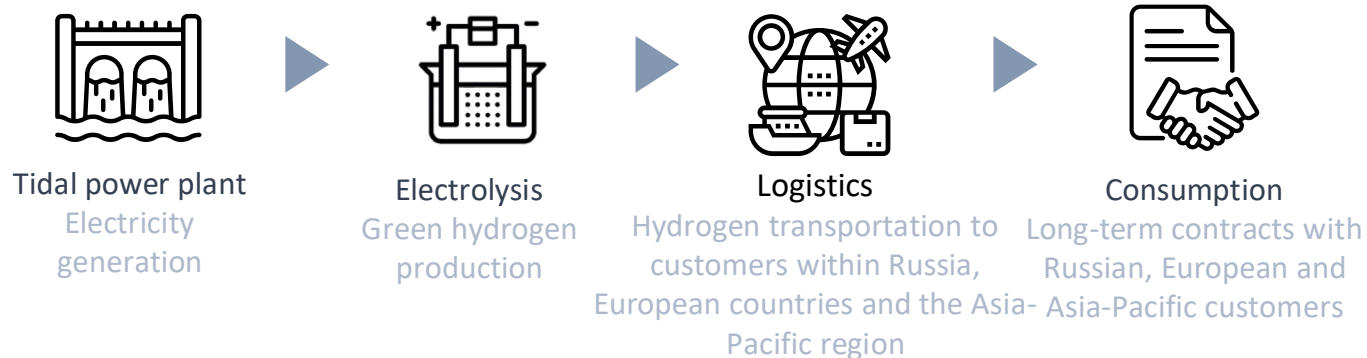 Tidal power plant
Electricity
generation
Electrolysis
Green hydrogen
production
Logistics
Hydrogen transportation to
customers within Russia,
European countries and the Asia-
Pacific region
Consumption
Long-term contracts with
Russian, European and
Asia-Pacific customers